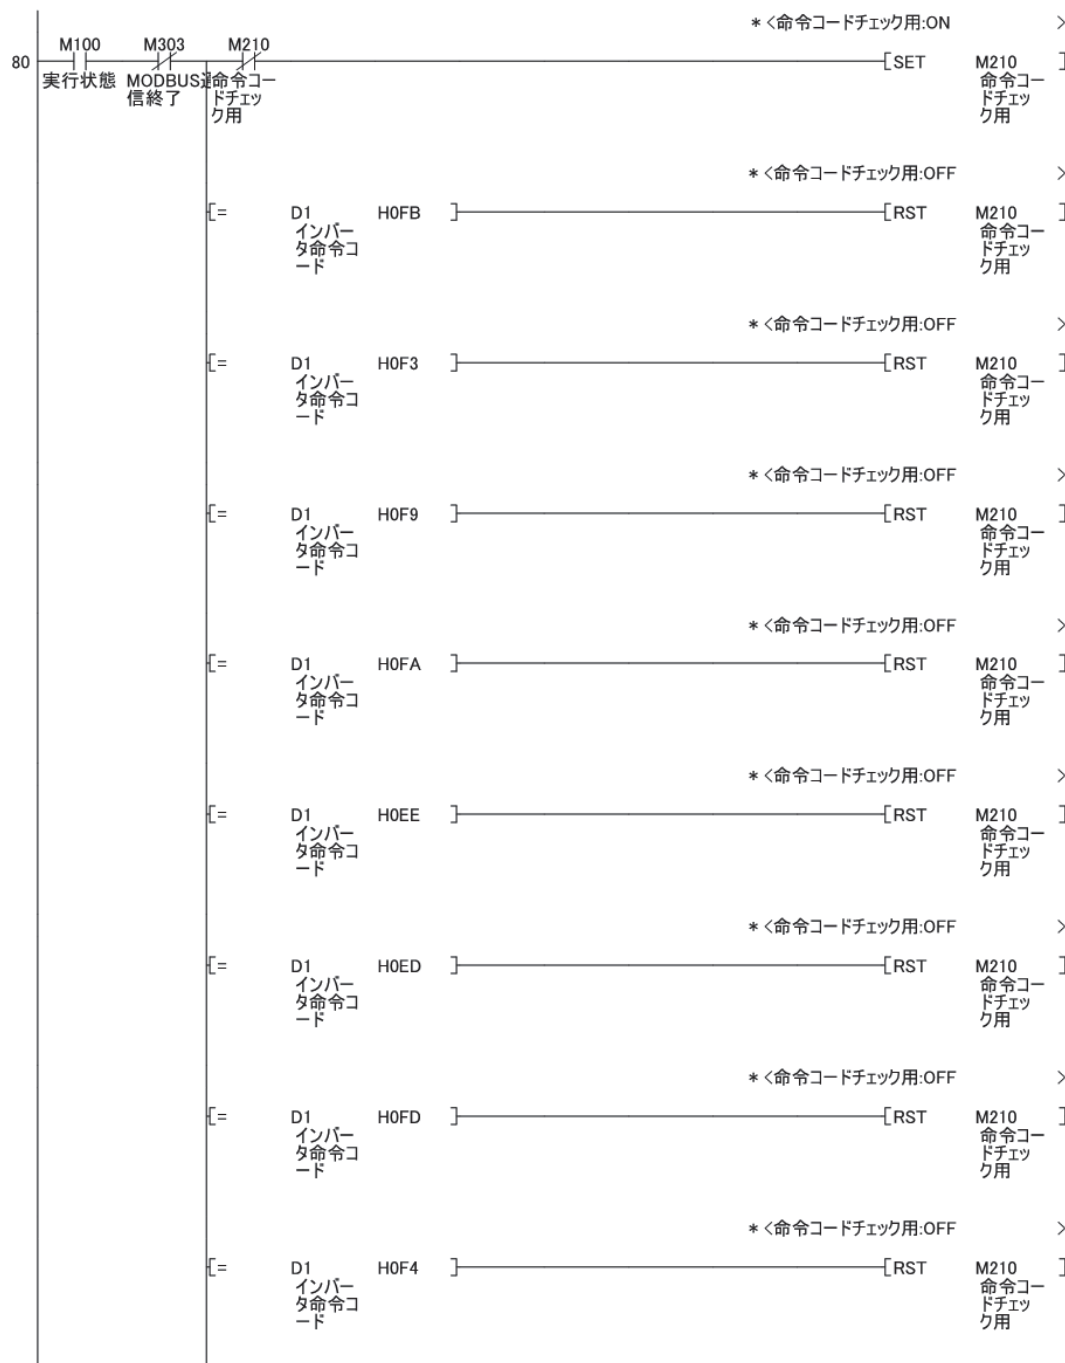 *<命令コードチェック用:ON >
80 M100 M303 M210 [SET M210 ]
実行状態 MODBUS通信終了 命令コードチェック用 命令コードチェック用
*<命令コードチェック用:OFF >
[= D1 H0FB ] [RST M210 ]
インバータ命令コード 命令コードチェック用
*<命令コードチェック用:OFF >
[= D1 H0F3 ] [RST M210 ]
インバータ命令コード 命令コードチェック用
*<命令コードチェック用:OFF >
[= D1 H0F9 ] [RST M210 ]
インバータ命令コード 命令コードチェック用
*<命令コードチェック用:OFF >
[= D1 H0FA ] [RST M210 ]
インバータ命令コード 命令コードチェック用
*<命令コードチェック用:OFF >
[= D1 H0EE ] [RST M210 ]
インバータ命令コード 命令コードチェック用
*<命令コードチェック用:OFF >
[= D1 H0ED ] [RST M210 ]
インバータ命令コード 命令コードチェック用
*<命令コードチェック用:OFF >
[= D1 H0FD ] [RST M210 ]
インバータ命令コード 命令コードチェック用
*<命令コードチェック用:OFF >
[= D1 H0F4 ] [RST M210 ]
インバータ命令コード 命令コードチェック用